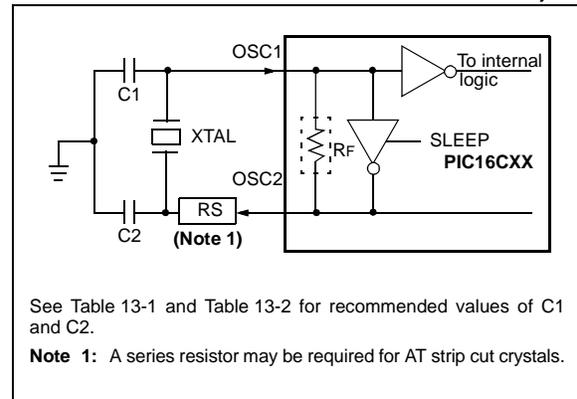 OSC1
To internal
logic
C1
XTAL
RF
SLEEP
PIC16CXX
OSC2
RS
C2
(Note 1)
See Table 13-1 and Table 13-2 for recommended values of C1
and C2.
Note 1: A series resistor may be required for AT strip cut crystals.